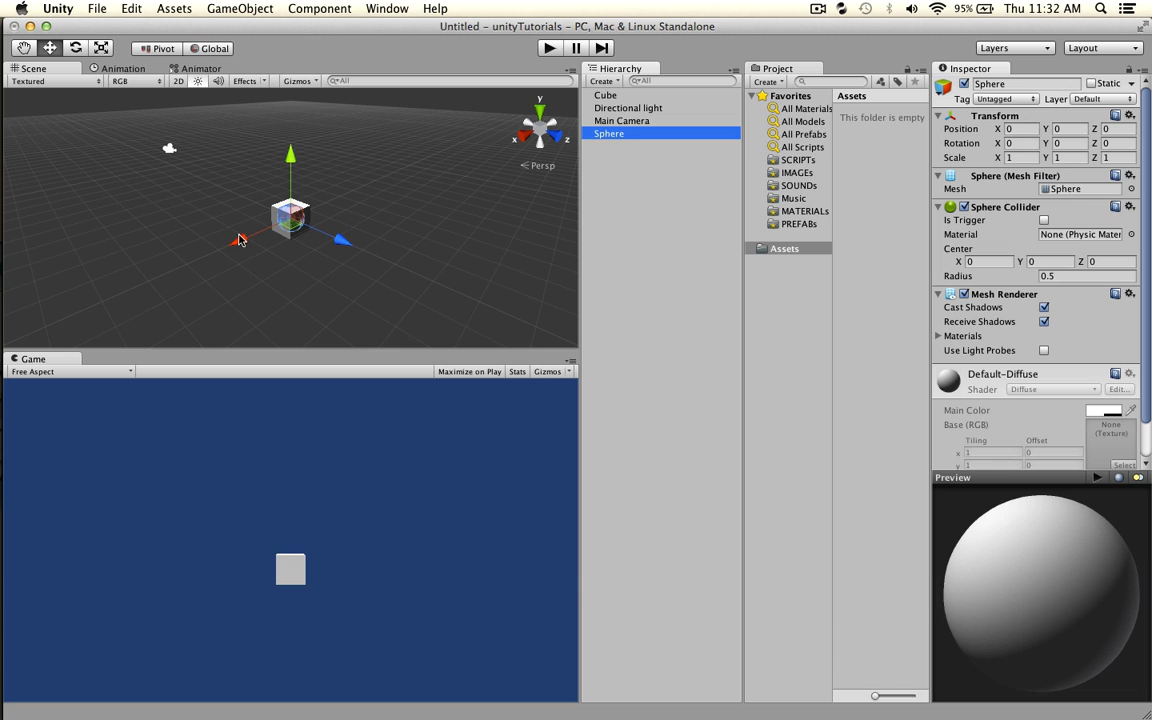 Unity File Edit Assets GameObject Component Window Help 95% Thu 11:32 AM
Untitled - unityTutorials - PC, Mac & Linux Standalone
Pivot Global Layers Layout
Scene Animation Animator
Textured RGB 2D Effects Gizmos All
y
x z
Persp
Game
Free Aspect Maximize on Play Stats Gizmos
Hierarchy
Create All
Cube
Directional light
Main Camera
Sphere
Project
Create
Favorites
All Materials
All Models
All Prefabs
All Scripts
SCRIPTs
IMAGEs
SOUNDs
Music
MATERIALs
PREFABs
Assets
Assets
This folder is empty
Inspector
Sphere Static
Tag Untagged Layer Default
Transform
Position X 0 Y 0 Z 0
Rotation X 0 Y 0 Z 0
Scale X 1 Y 1 Z 1
Sphere (Mesh Filter)
Mesh Sphere
Sphere Collider
Is Trigger
Material None (Physic Mater
Center
X 0 Y 0 Z 0
Radius 0.5
Mesh Renderer
Cast Shadows
Receive Shadows
Materials
Use Light Probes
Default-Diffuse
Shader Diffuse Edit...
Main Color
Base (RGB) None
(Texture)
Tiling Offset
x 1 0
y 1 0 Select
Preview